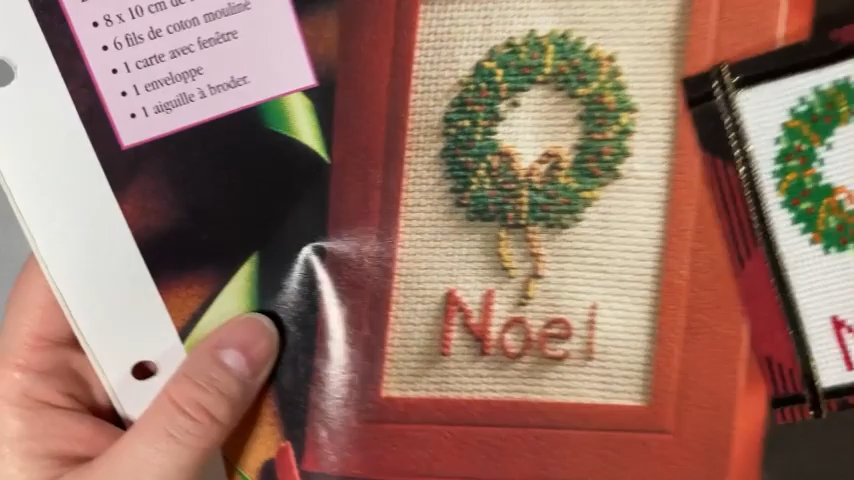 • 8 x 10 cm de
• 6 fils de coton mouliné
• 1 carte avec fenêtre
• 1 enveloppe
• 1 aiguille à broder.
Noel